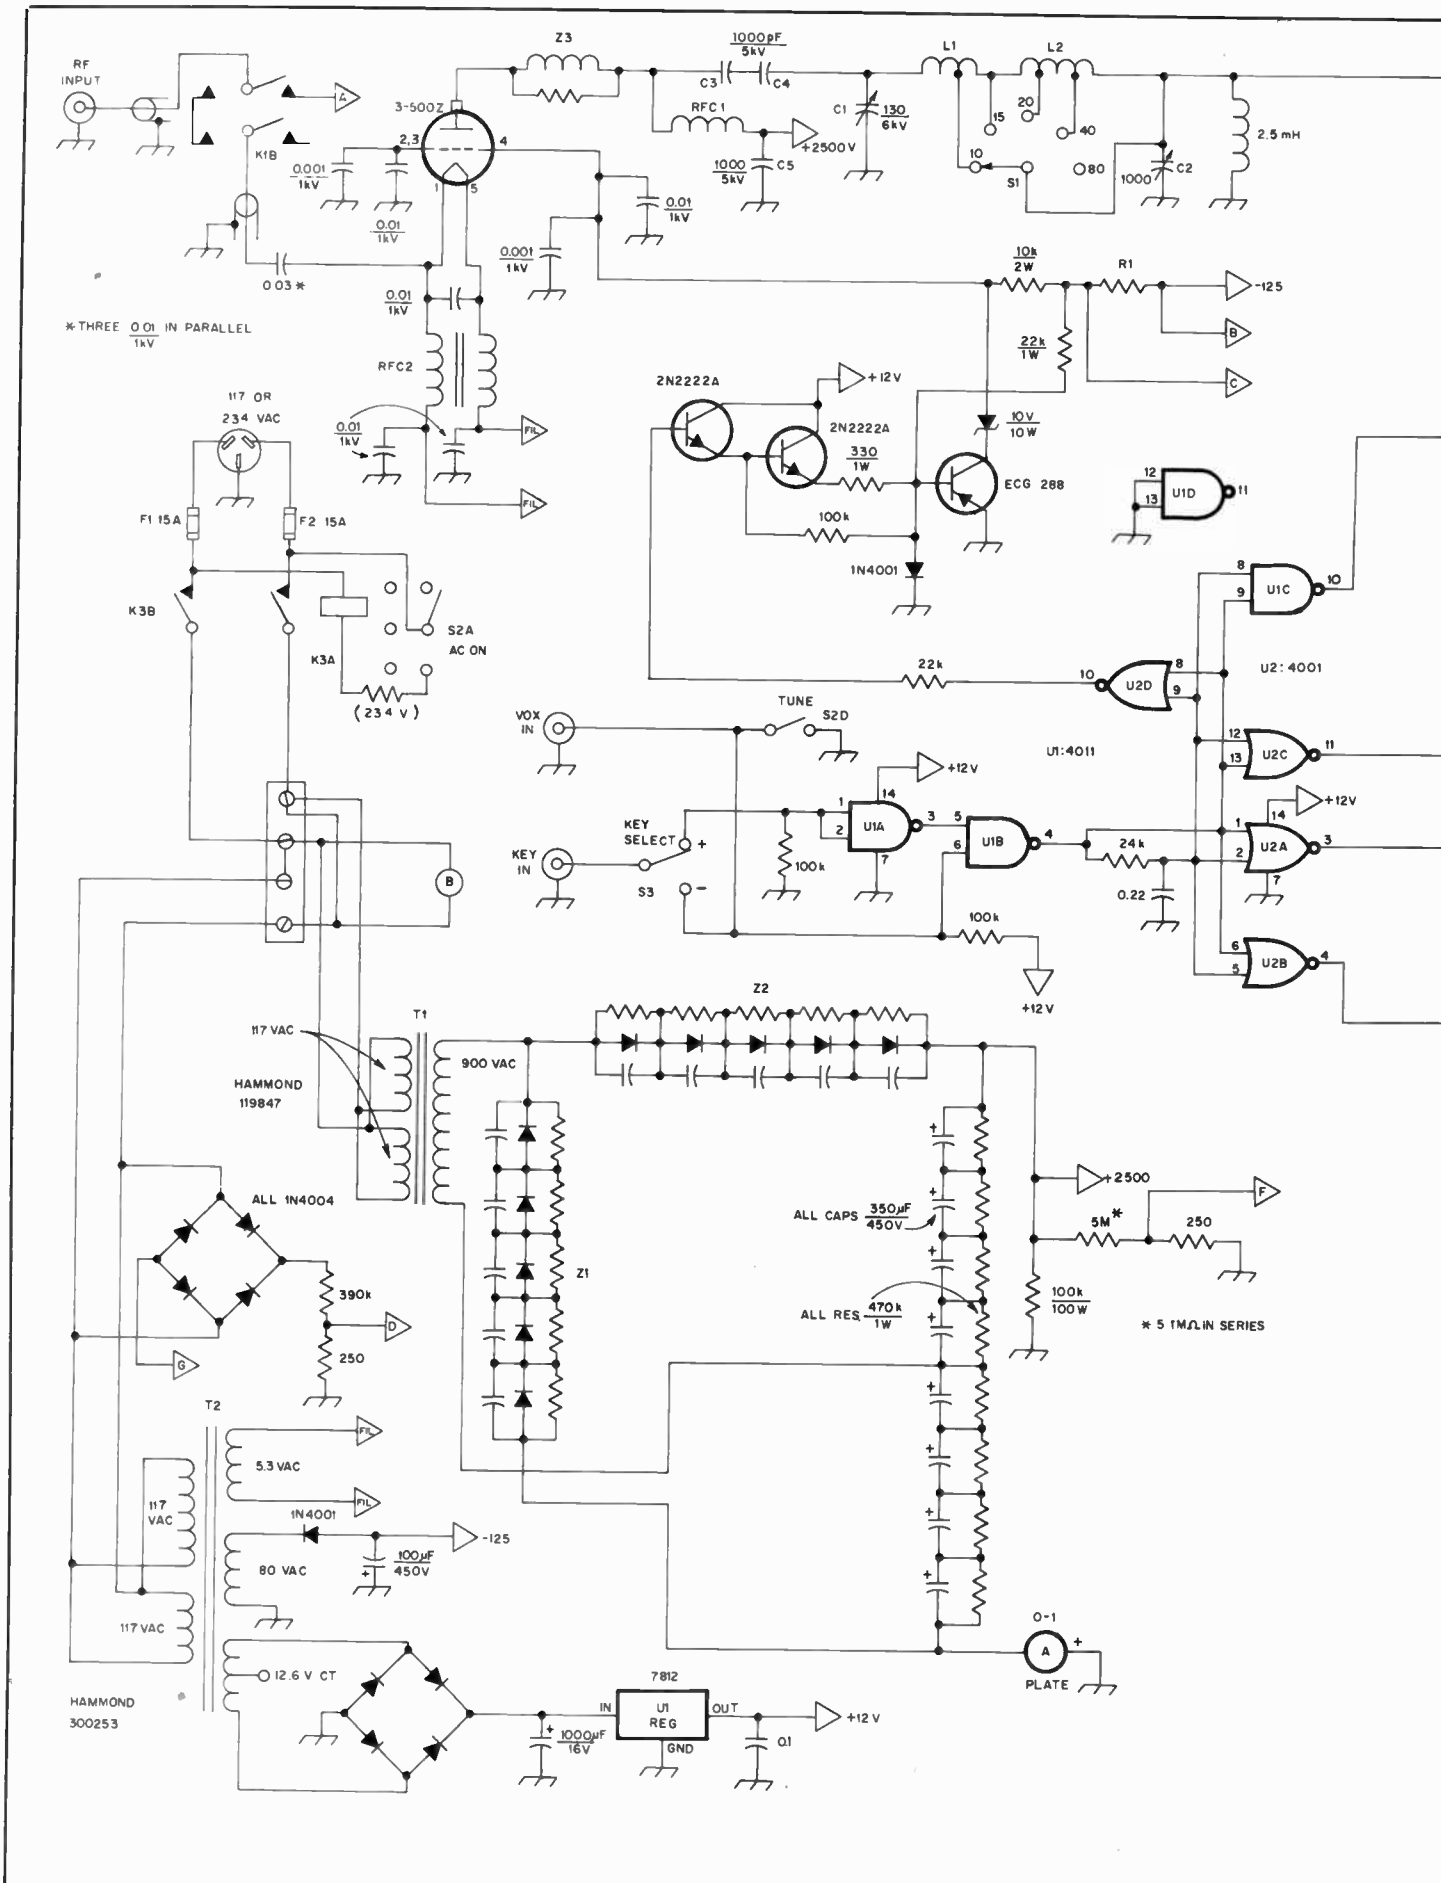 Z3
1000pF
5kV
C3 C4
L1
L2
RF
INPUT
A
3-500Z
RFC 1
C1 130
6kV
15
20
40
2.5 mH
K1B
2,3
4
+2500V
10
S1
80
1000
C2
0.001
1kV
1
5
1000
5kV
C5
0.01
1kV
0.01
1kV
0.001
1kV
0.03*
0.01
1kV
10k
2W
R1
-125
*THREE 0.01 IN PARALLEL
1kV
B
RFC2
22k
1W
C
117 OR
234 VAC
2N2222A
+12V
0.01
1kV
FIL
2N2222A
10V
10W
330
1W
ECG 288
12
13
U1D
11
FIL
F1 15A
F2 15A
100k
1N4001
8
9
U1C
10
K3B
K3A
S2A
AC ON
(234 V)
22k
10
U2D
8
9
U2:4001
VOX
IN
TUNE
S2D
U1:4011
12
13
U2C
11
+12V
14
+12V
KEY
SELECT
+
1
2
U1A
3
7
5
6
U1B
4
24k
1
2
14
U2A
3
7
KEY
IN
S3
-
100k
B
0.22
100k
6
5
U2B
4
+12V
Z2
T1
117 VAC
900 VAC
HAMMOND
119847
+
ALL 1N4004
+
ALL CAPS 350µF
450V
+2500
F
5M*
250
+
Z1
390k
D
ALL RES. 470k
1W
+
100k
100W
* 5 1MΩ IN SERIES
G
250
+
T2
FIL
5.3 VAC
+
117
VAC
FIL
1N4001
+
-125
80 VAC
100µF
+
450V
+
117 VAC
0-1
A
+
PLATE
12.6 V CT
HAMMOND
300253
7812
IN
U1
REG
OUT
GND
+
1000µF
16V
0.1
+12 V